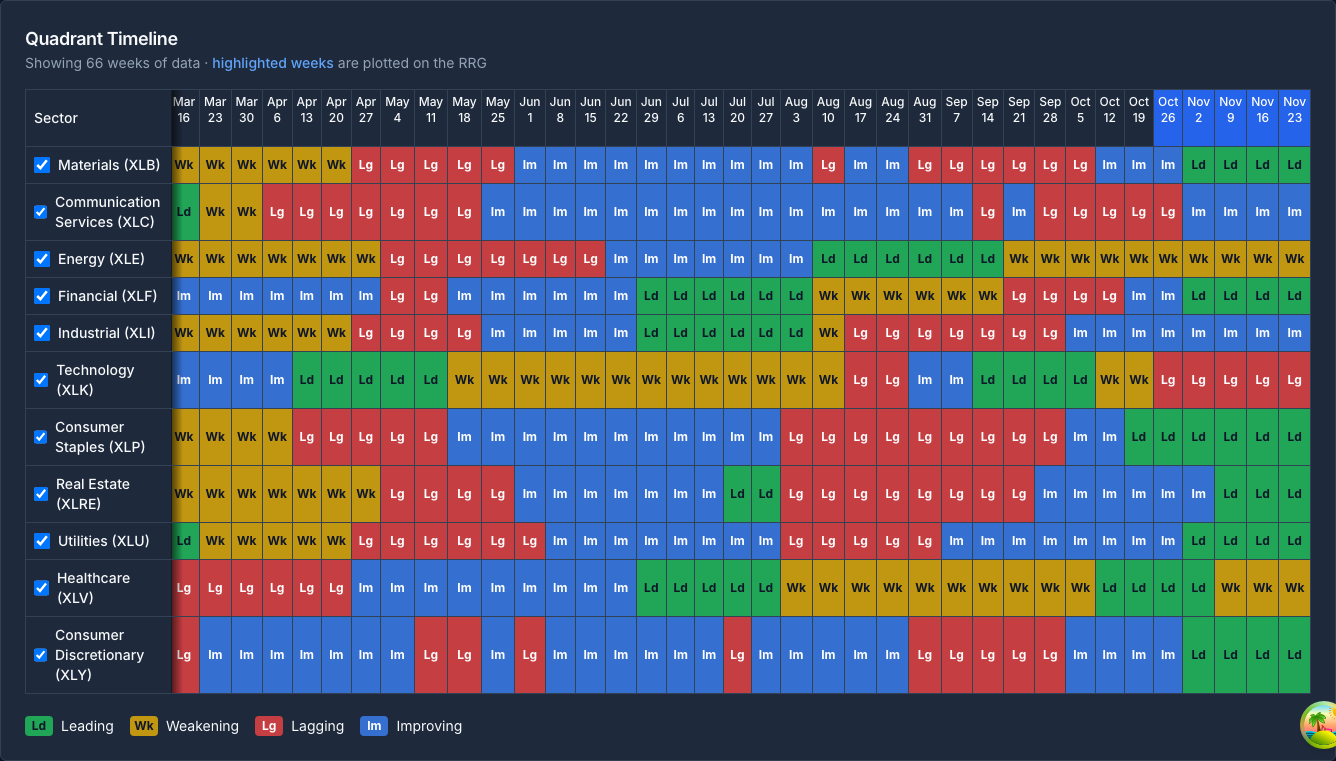 Quadrant Timeline
Showing 66 weeks of data · highlighted weeks are plotted on the RRG
Sector Mar 16 Mar 23 Mar 30 Apr 6 Apr 13 Apr 20 Apr 27 May 4 May 11 May 18 May 25 Jun 1 Jun 8 Jun 15 Jun 22 Jun 29 Jul 6 Jul 13 Jul 20 Jul 27 Aug 3 Aug 10 Aug 17 Aug 24 Aug 31 Sep 7 Sep 14 Sep 21 Sep 28 Oct 5 Oct 12 Oct 19 Oct 26 Nov 2 Nov 9 Nov 16 Nov 23
Materials (XLB) Wk Wk Wk Wk Wk Wk Lg Lg Lg Lg Lg Im Im Im Im Im Im Im Im Im Im Lg Im Im Lg Lg Lg Lg Lg Lg Im Im Im Ld Ld Ld Ld
Communication Services (XLC) Ld Wk Wk Lg Lg Lg Lg Lg Lg Lg Im Im Im Im Im Im Im Im Im Im Im Im Im Im Im Im Lg Im Lg Lg Lg Lg Lg Im Im Im Im
Energy (XLE) Wk Wk Wk Wk Wk Wk Wk Lg Lg Lg Lg Lg Lg Lg Im Im Im Im Im Im Im Ld Ld Ld Ld Ld Ld Wk Wk Wk Wk Wk Wk Wk Wk Wk Wk
Financial (XLF) Im Im Im Im Im Im Im Lg Lg Im Im Im Im Im Im Ld Ld Ld Ld Ld Ld Wk Wk Wk Wk Wk Wk Lg Lg Lg Lg Im Im Ld Ld Ld Ld
Industrial (XLI) Wk Wk Wk Wk Wk Wk Lg Lg Lg Lg Im Im Im Im Im Ld Ld Ld Ld Ld Ld Wk Lg Lg Lg Lg Lg Lg Lg Im Im Im Im Im Im Im Im
Technology (XLK) Im Im Im Im Ld Ld Ld Ld Ld Wk Wk Wk Wk Wk Wk Wk Wk Wk Wk Wk Wk Wk Lg Lg Im Im Ld Ld Ld Ld Wk Wk Lg Lg Lg Lg Lg
Consumer Staples (XLP) Wk Wk Wk Wk Lg Lg Lg Lg Lg Im Im Im Im Im Im Im Im Im Im Im Lg Lg Lg Lg Lg Lg Lg Lg Lg Im Im Ld Ld Ld Ld Ld Ld
Real Estate (XLRE) Wk Wk Wk Wk Wk Wk Wk Lg Lg Lg Lg Im Im Im Im Im Im Im Ld Ld Lg Lg Lg Lg Lg Lg Lg Lg Im Im Im Im Im Im Ld Ld Ld
Utilities (XLU) Ld Wk Wk Wk Wk Wk Lg Lg Lg Lg Lg Lg Im Im Im Im Im Im Im Im Lg Lg Lg Lg Lg Im Im Im Im Im Im Im Im Ld Ld Ld Ld
Healthcare (XLV) Lg Lg Lg Lg Lg Lg Im Im Im Im Im Im Im Im Im Ld Ld Ld Ld Ld Wk Wk Wk Wk Wk Wk Wk Wk Wk Wk Ld Ld Ld Ld Wk Wk Wk
Consumer Discretionary (XLY) Lg Im Im Im Im Im Im Im Lg Lg Im Lg Im Im Im Im Im Im Lg Im Im Im Im Im Lg Lg Lg Lg Lg Im Im Im Im Ld Ld Ld Ld
Ld Leading Wk Weakening Lg Lagging Im Improving